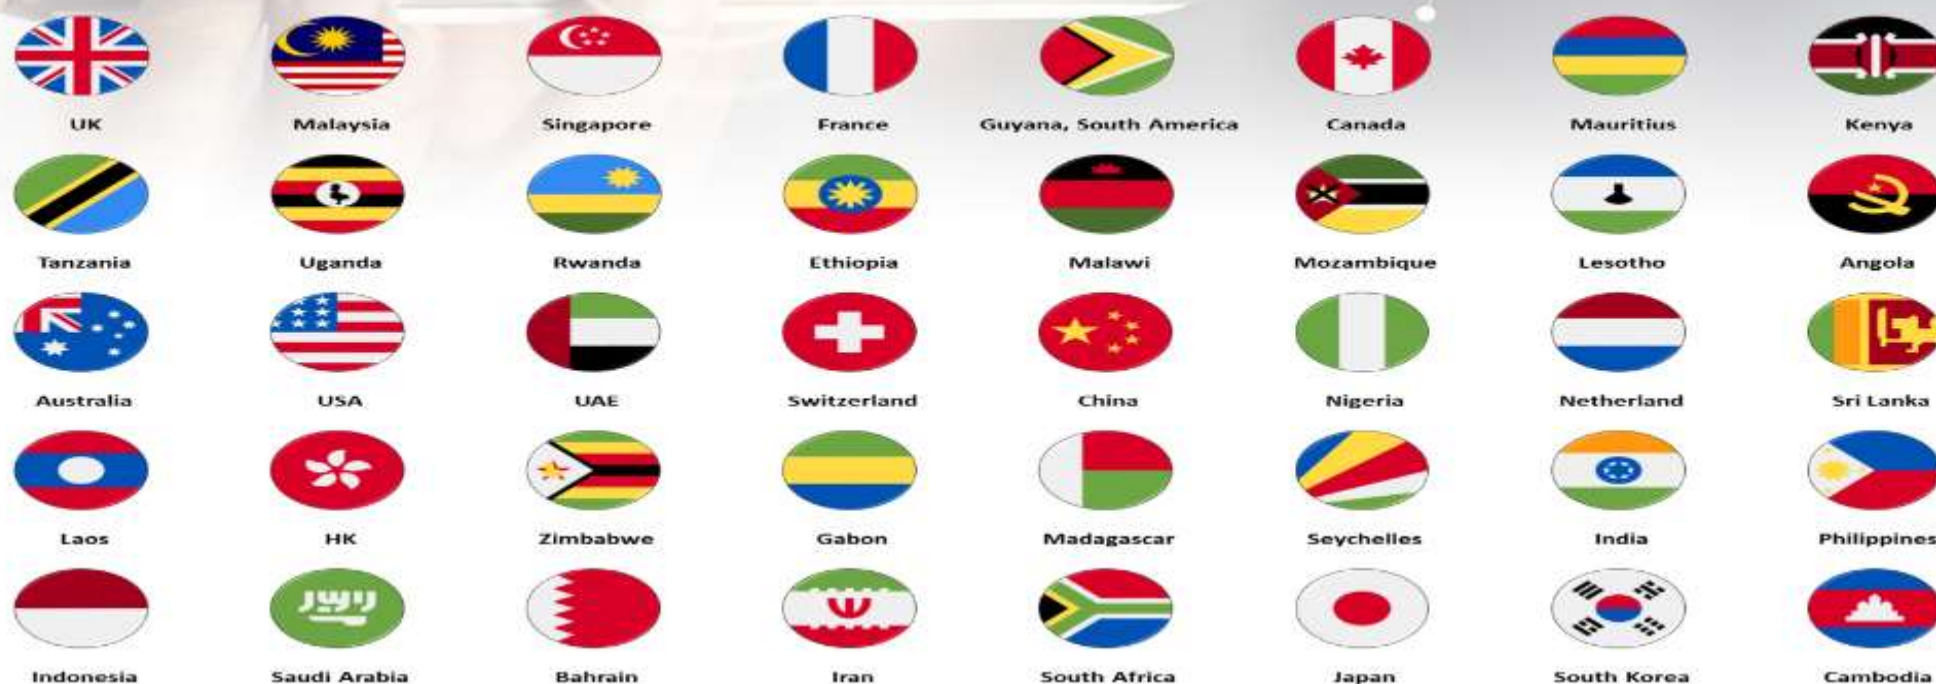 UK Malaysia Singapore France Guyana, South America Canada Mauritius Kenya
Tanzania Uganda Rwanda Ethiopia Malawi Mozambique Lesotho Angola
Australia USA UAE Switzerland China Nigeria Netherland Sri Lanka
Laos HK Zimbabwe Gabon Madagascar Seychelles India Philippines
Indonesia Saudi Arabia Bahrain Iran South Africa Japan South Korea Cambodia